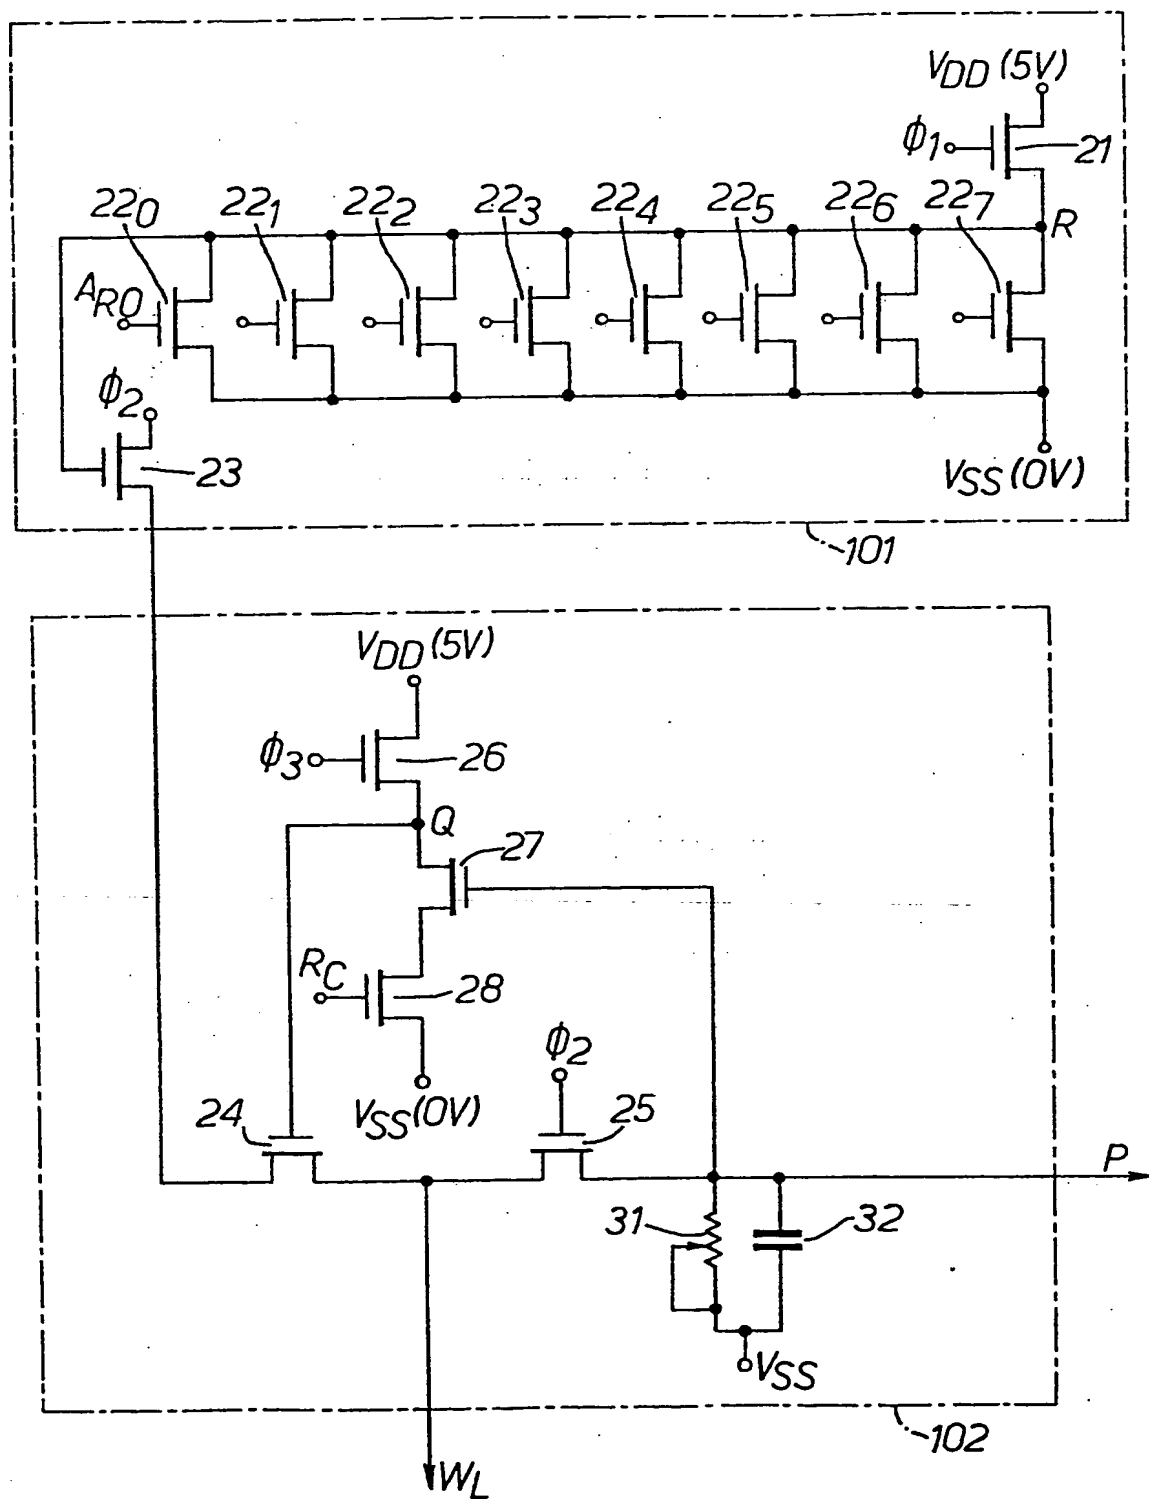 VDD (5V)
ϕ1
21
220
221
222
223
224
225
226
227
R
ARO
ϕ2
23
VSS (0V)
101
VDD (5V)
ϕ3
26
Q
27
RC
28
ϕ2
24
VSS (0V)
25
P
31
32
VSS
102
WL